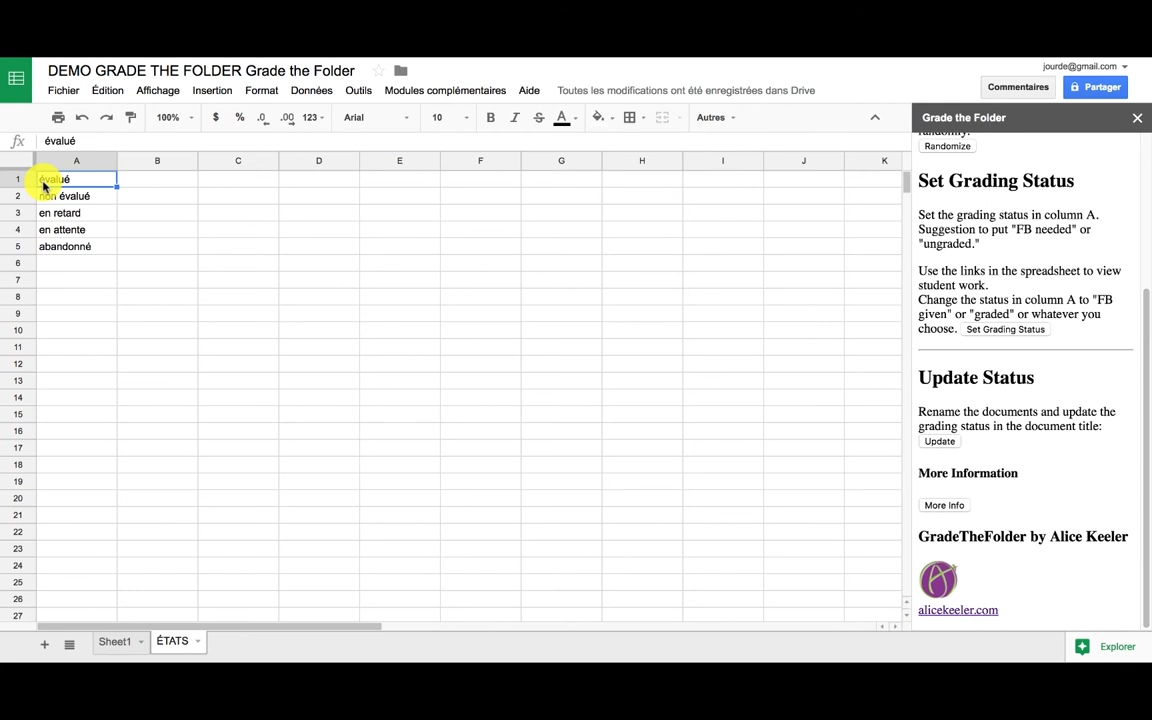 DEMO GRADE THE FOLDER Grade the Folder
jourde@gmail.com
Fichier Édition Affichage Insertion Format Données Outils Modules complémentaires Aide Toutes les modifications ont été enregistrées dans Drive
Commentaires Partager
100% $ % .0 .00 123 Arial 10 B I S A Autres
Grade the Folder
fx évalué
A B C D E F G H I J K
1 évalué
2 non évalué
3 en retard
4 en attente
5 abandonné
6
7
8
9
10
11
12
13
14
15
16
17
18
19
20
21
22
23
24
25
26
27
Randomize
Set Grading Status
Set the grading status in column A.
Suggestion to put "FB needed" or
"ungraded."
Use the links in the spreadsheet to view
student work.
Change the status in column A to "FB
given" or "graded" or whatever you
choose. Set Grading Status
Update Status
Rename the documents and update the
grading status in the document title:
Update
More Information
More Info
GradeTheFolder by Alice Keeler
alicekeeler.com
Sheet1 ÉTATS
Explorer